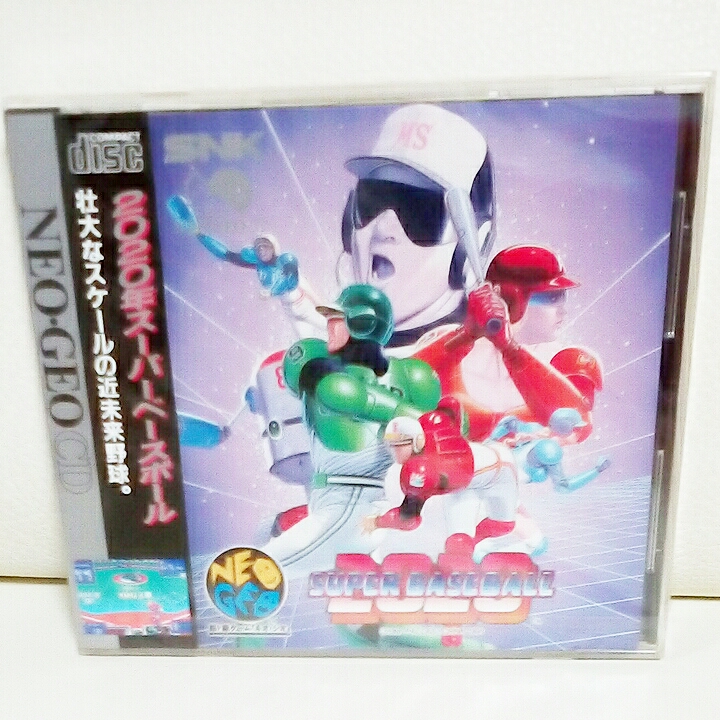 NEO·GEO CD
COMPACT
disc
2020年スーパーベースボール
壮大なスケールの近未来野球。
SNK
MS
NEO
GEO
2020
SUPER BASEBALL